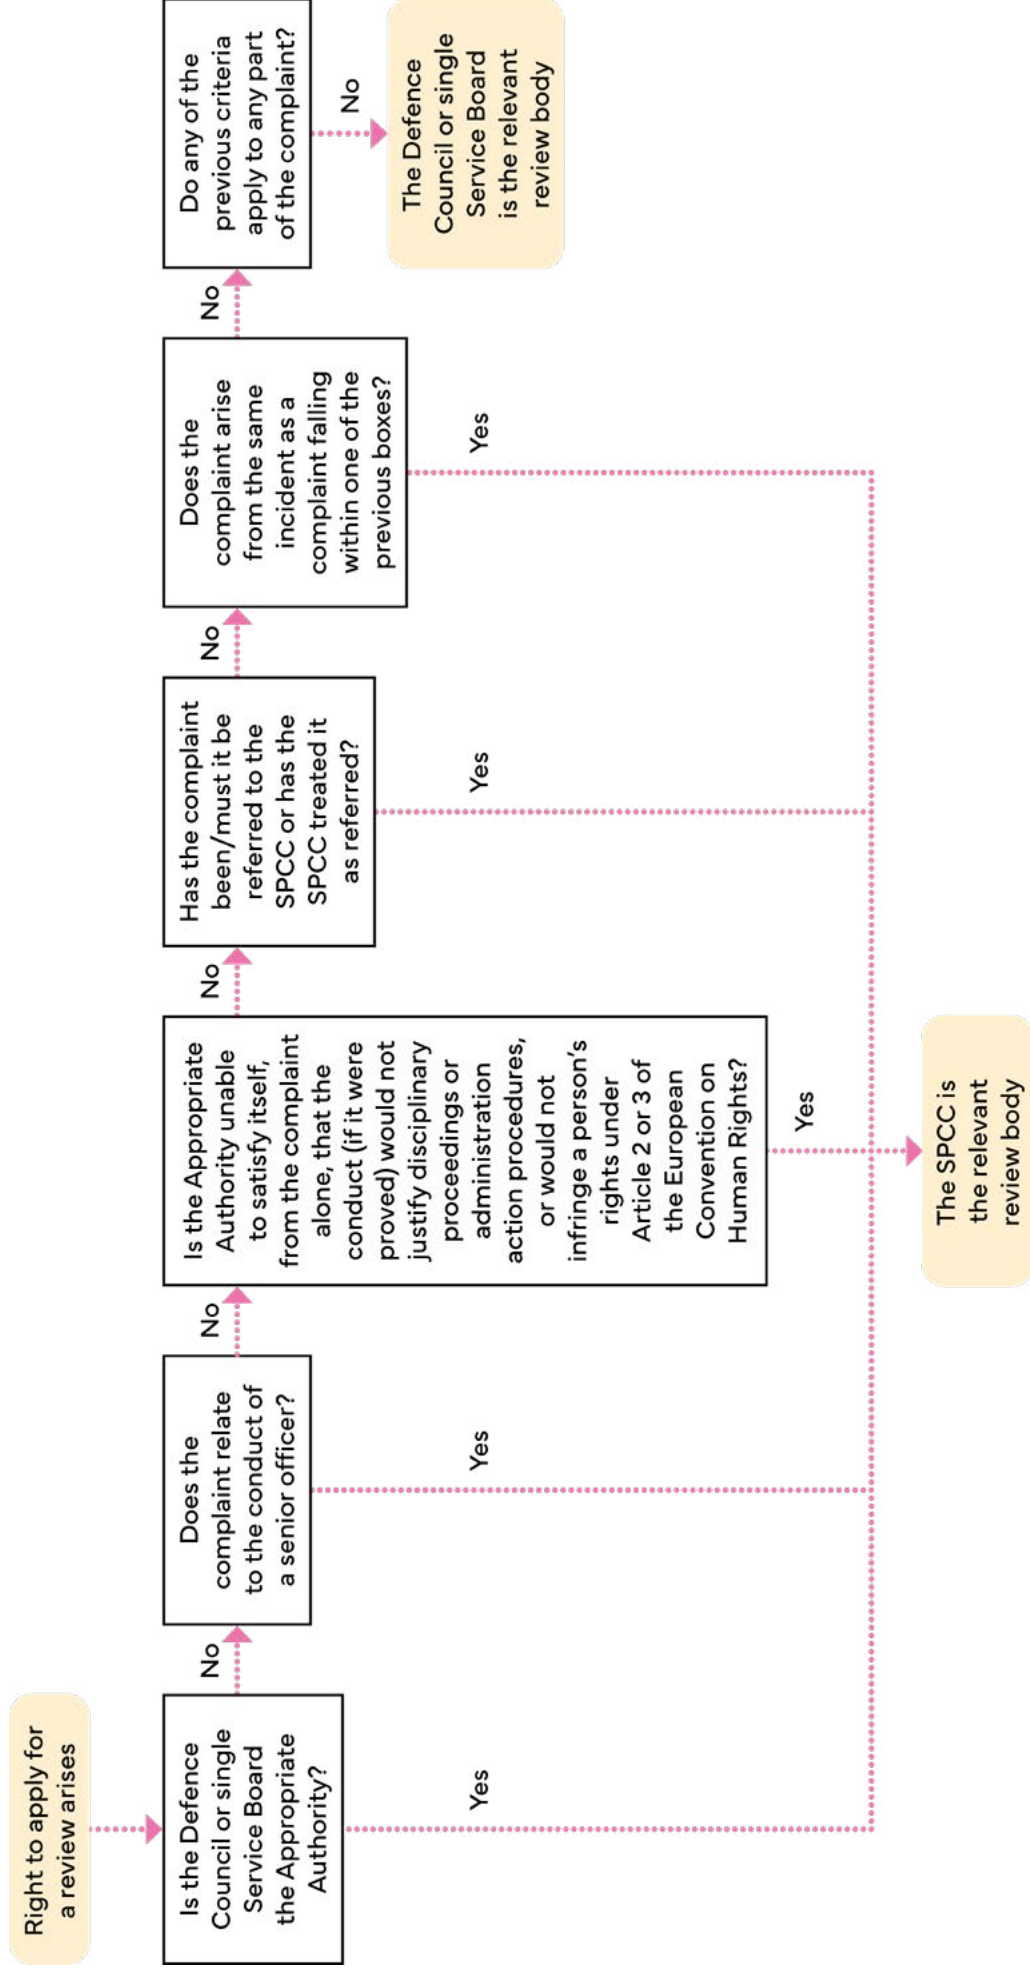 Right to apply for
a review arises
Is the Defence
Council or single
Service Board
the Appropriate
Authority?
No
Yes
Does the
complaint relate
to the conduct of
a senior officer?
No
Yes
Is the Appropriate
Authority unable
to satisfy itself,
from the complaint
alone, that the
conduct (if it were
proved) would not
justify disciplinary
proceedings or
administration
action procedures,
or would not
infringe a person's
rights under
Article 2 or 3 of
the European
Convention on
Human Rights?
No
Yes
Has the complaint
been/must it be
referred to the
SPCC or has the
SPCC treated it
as referred?
No
Yes
Does the
complaint arise
from the same
incident as a
complaint falling
within one of the
previous boxes?
No
Yes
Do any of the
previous criteria
apply to any part
of the complaint?
No
The Defence
Council or single
Service Board
is the relevant
review body
The SPCC is
the relevant
review body